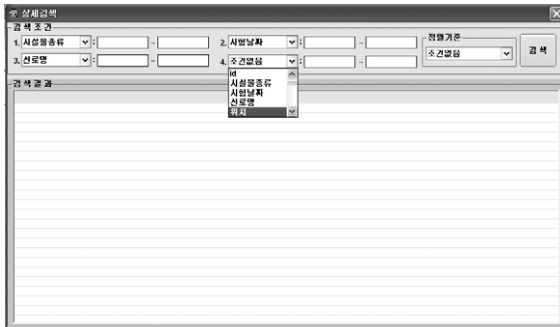 상세검색
검색조건
1. 시설물종류 : ~ 2. 시험날짜 : ~ 정렬기준
3. 선로명 : ~ 4. 조건없음 : ~ 조건없음 검 색
id
시설물종류
시험날짜
선로명
위치
검색결과